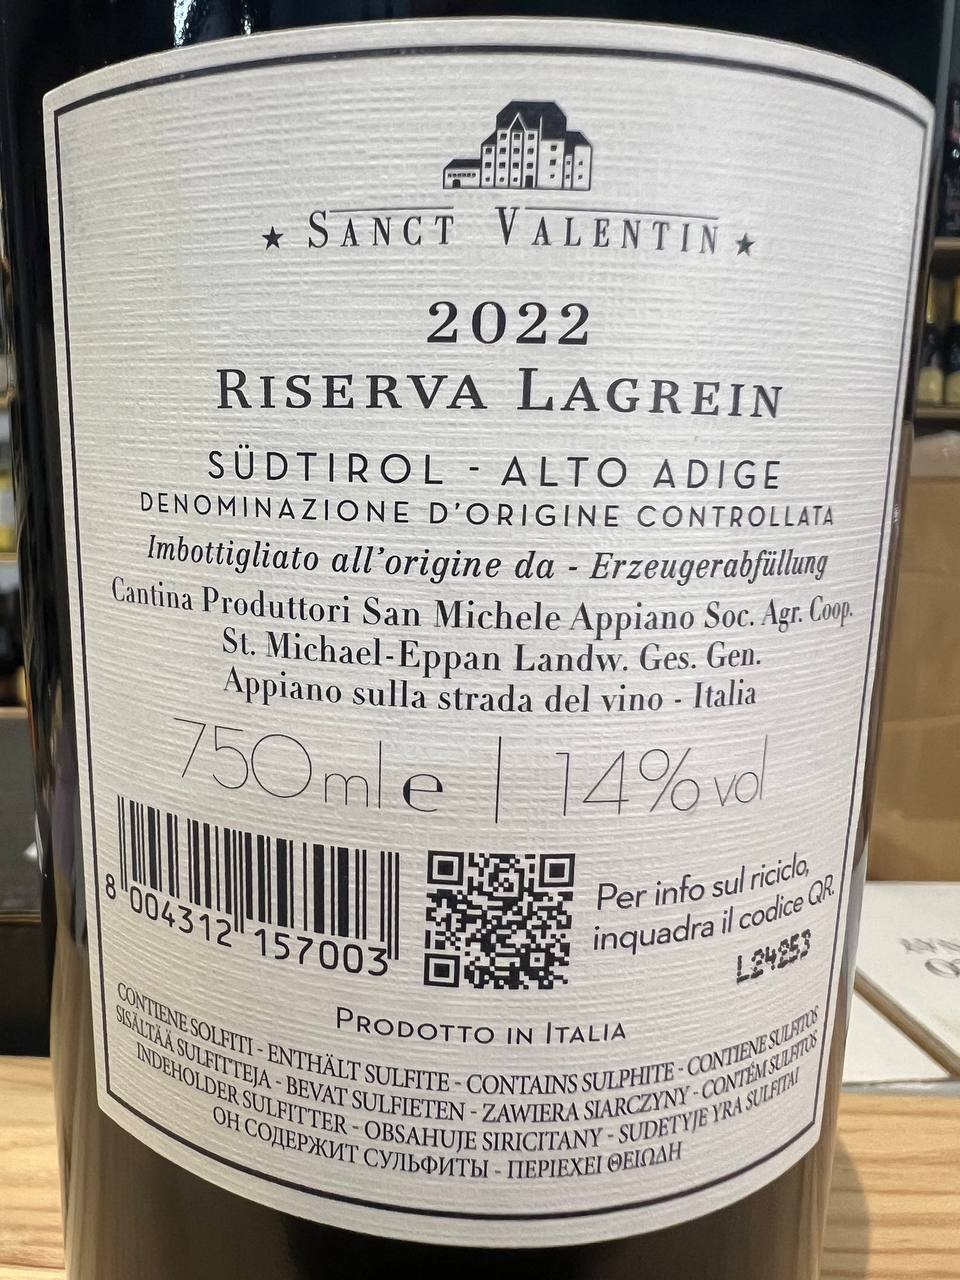 ★ SANCT VALENTIN ★
2022
RISERVA LAGREIN
SÜDTIROL - ALTO ADIGE
DENOMINAZIONE D'ORIGINE CONTROLLATA
Imbottigliato all'origine da - Erzeugerabfüllung
Cantina Produttori San Michele Appiano Soc. Agr. Coop.
St. Michael-Eppan Landw. Ges. Gen.
Appiano sulla strada del vino - Italia
750 ml e | 14% vol
8 004312 157003
Per info sul riciclo,
inquadra il codice QR.
L24253
PRODOTTO IN ITALIA
CONTIENE SOLFITI - ENTHÄLT SULFITE - CONTAINS SULPHITE - CONTIENE SULFITOS
SISÄLTÄÄ SULFITTEJA - BEVAT SULFIETEN - ZAWIERA SIARCZYNY - CONTÉM SULFITOS
INDEHOLDER SULFITTER - OBSAHUJE SIRICITANY - SUDETYJE YRA SULFITAI
ОН СОДЕРЖИТ СУЛЬФИТЫ - ΠΕΡΙΕΧΕΙ ΘΕΙΩΔΗ